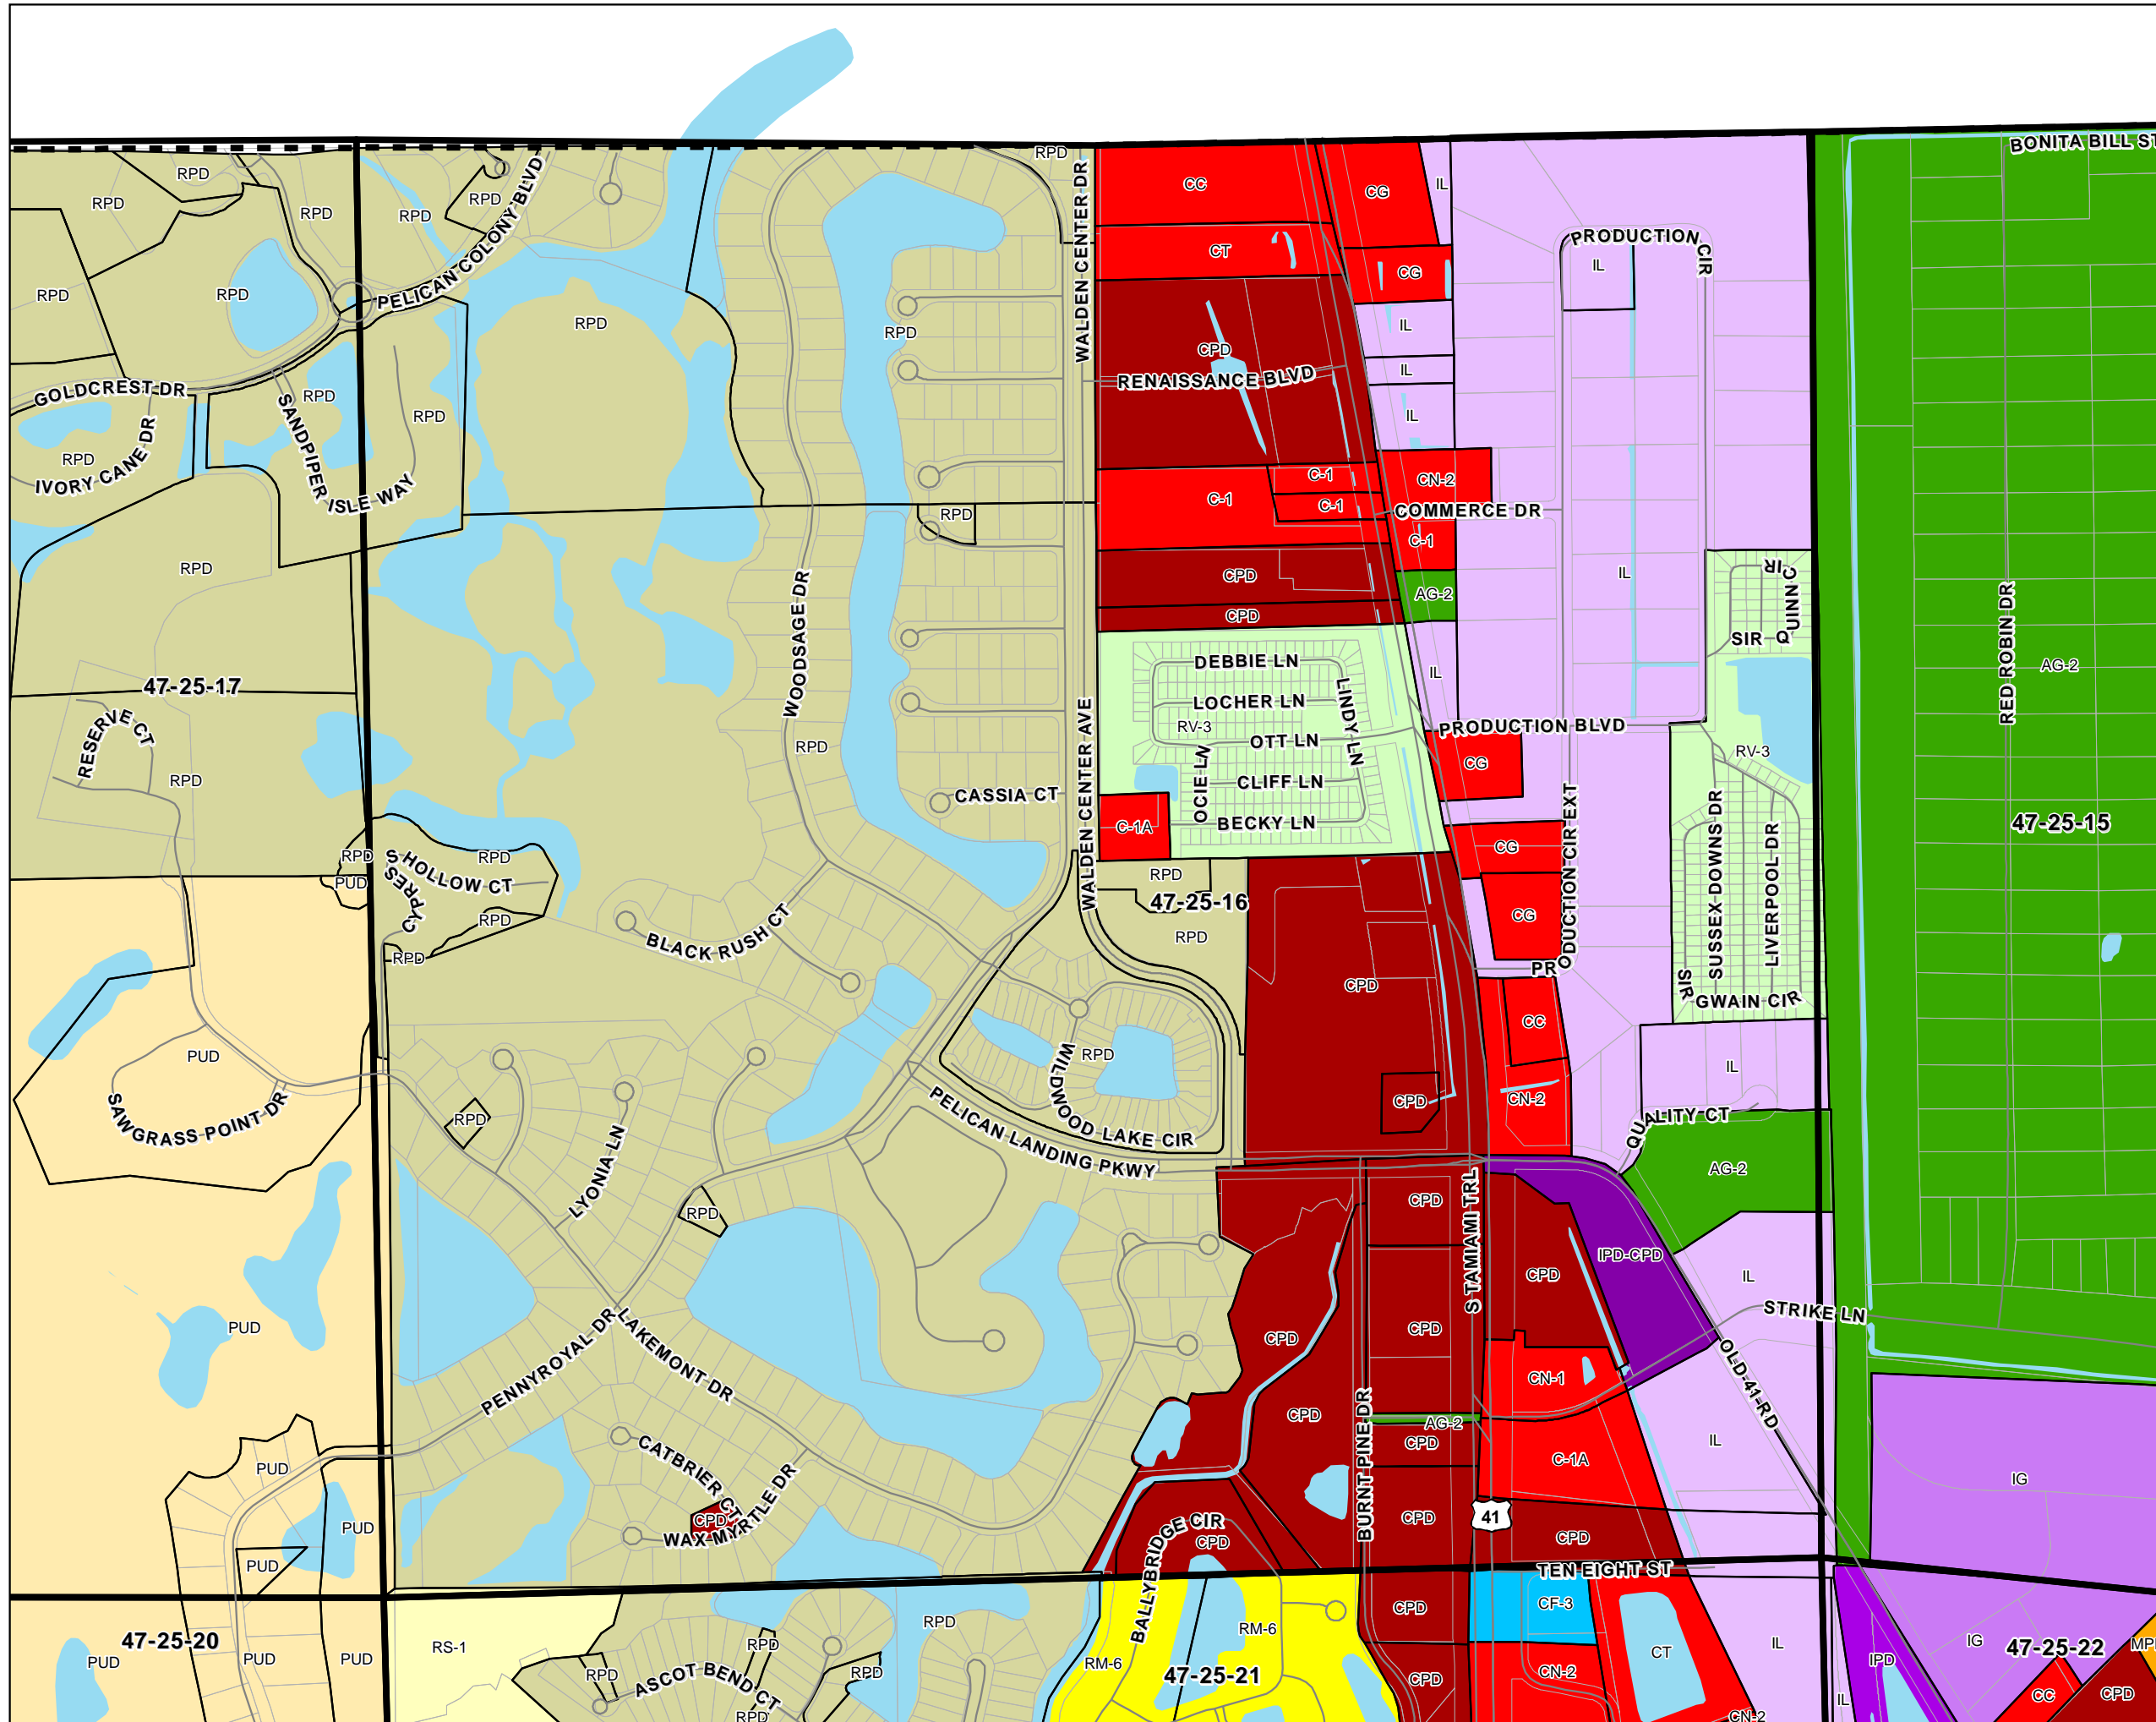 BONITA BILL ST
RPD
RPD
RPD
RPD
RPD
RPD
RPD
RPD
PELICAN COLONY BLVD
RPD
RPD
WALDEN CENTER DR
CC
CG
IL
CT
CG
PRODUCTION CIR
IL
CPD
RENAISSANCE BLVD
IL
IL
IL
GOLDCREST DR
RPD
SANDPIPER ISLE WAY
RPD
RPD
IVORY CANE DR
C-1
C-1
C-1
CN-2
COMMERCE DR
C-1
RPD
RPD
CPD
CPD
AG-2
IL
IL
SIR QUINN CIR
RED ROBIN DR
AG-2
47-25-17
WOODSAGE DR
RPD
DEBBIE LN
LOCHER LN
RV-3
OTT LN
OCIE LN
CLIFF LN
BECKY LN
LINDY LN
PRODUCTION BLVD
CG
RV-3
RESERVE CT
RPD
CASSIA CT
WALDEN CENTER AVE
C-1A
CG
CG
PRODUCTION CIR EXT
SUSSEX DOWNS DR
LIVERPOOL DR
47-25-15
RPD
PUD
CYPRESS HOLLOW CT
RPD
RPD
RPD
RPD
47-25-16
RPD
BLACK RUSH CT
CPD
CC
SIR GWAIN CIR
PUD
SAWGRASS POINT DR
RPD
LYONIA LN
RPD
WILDWOOD LAKE CIR
PELICAN LANDING PKWY
CPD
CN-2
IL
QUALITY CT
AG-2
RPD
CPD
S TAMIAMI TRL
CPD
IPD-CPD
IL
STRIKE LN
PUD
PENNYROYAL DR
LAKEMONT DR
CPD
CPD
CN-1
OLD 41 RD
CPD
BURNT PINE DR
AG-2
CPD
C-1A
IL
IG
PUD
CATBRIER CT
CPD
WAX MYRTLE DR
PUD
PUD
BALLYBRIDGE CIR
CPD
CPD
41
CPD
TEN EIGHT ST
47-25-20
PUD
PUD
PUD
RS-1
RPD
RPD
RPD
RPD
RPD
ASCOT BEND CT
RM-6
RM-6
47-25-21
CPD
CPD
CF-3
CN-2
CT
CN-2
IL
IL
IPD
IG
47-25-22
CC
CPD